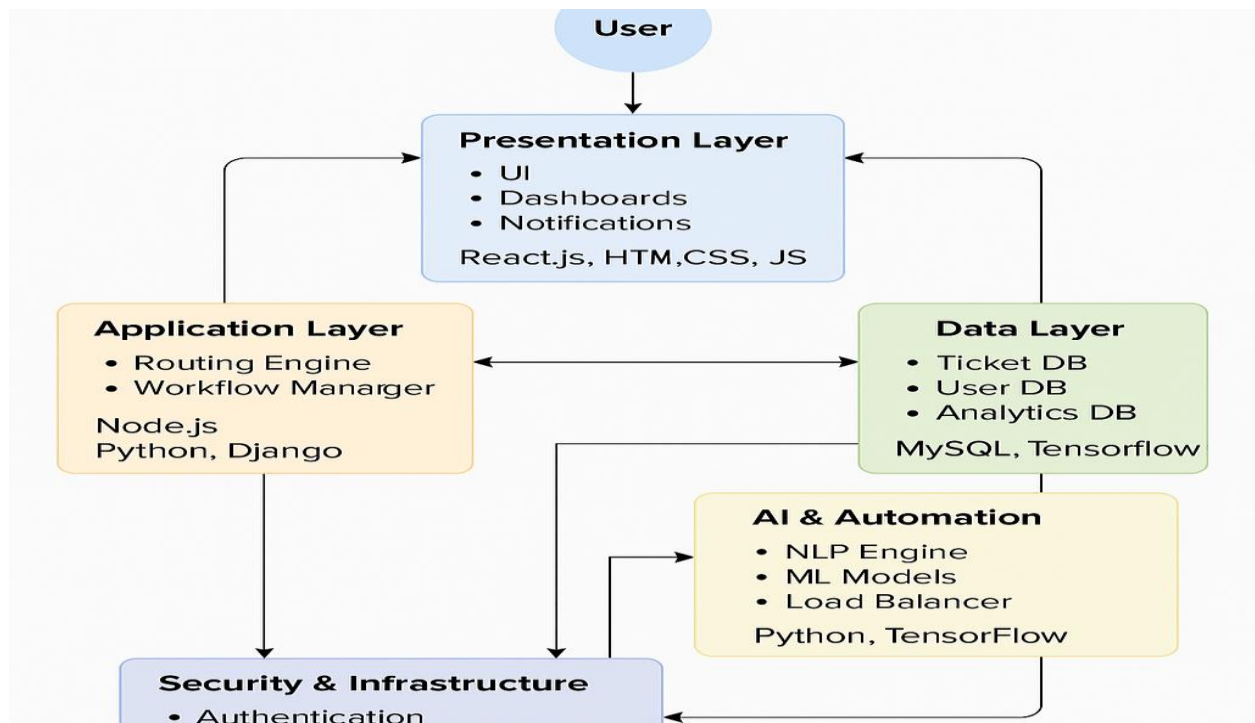 User
Presentation Layer
• UI
• Dashboards
• Notifications
React.js, HTM,CSS, JS
Application Layer
• Routing Engine
• Workflow Manarger
Node.js
Python, Django
Data Layer
• Ticket DB
• User DB
• Analytics DB
MySQL, Tensorflow
AI & Automation
• NLP Engine
• ML Models
• Load Balancer
Python, TensorFlow
Security & Infrastructure
• Authentication